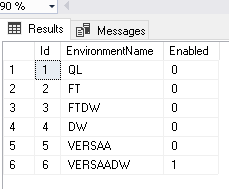 90 %
Results Messages
Id EnvironmentName Enabled
1 1 QL 0
2 2 FT 0
3 3 FTDW 0
4 4 DW 0
5 5 VERSAA 0
6 6 VERSAADW 1